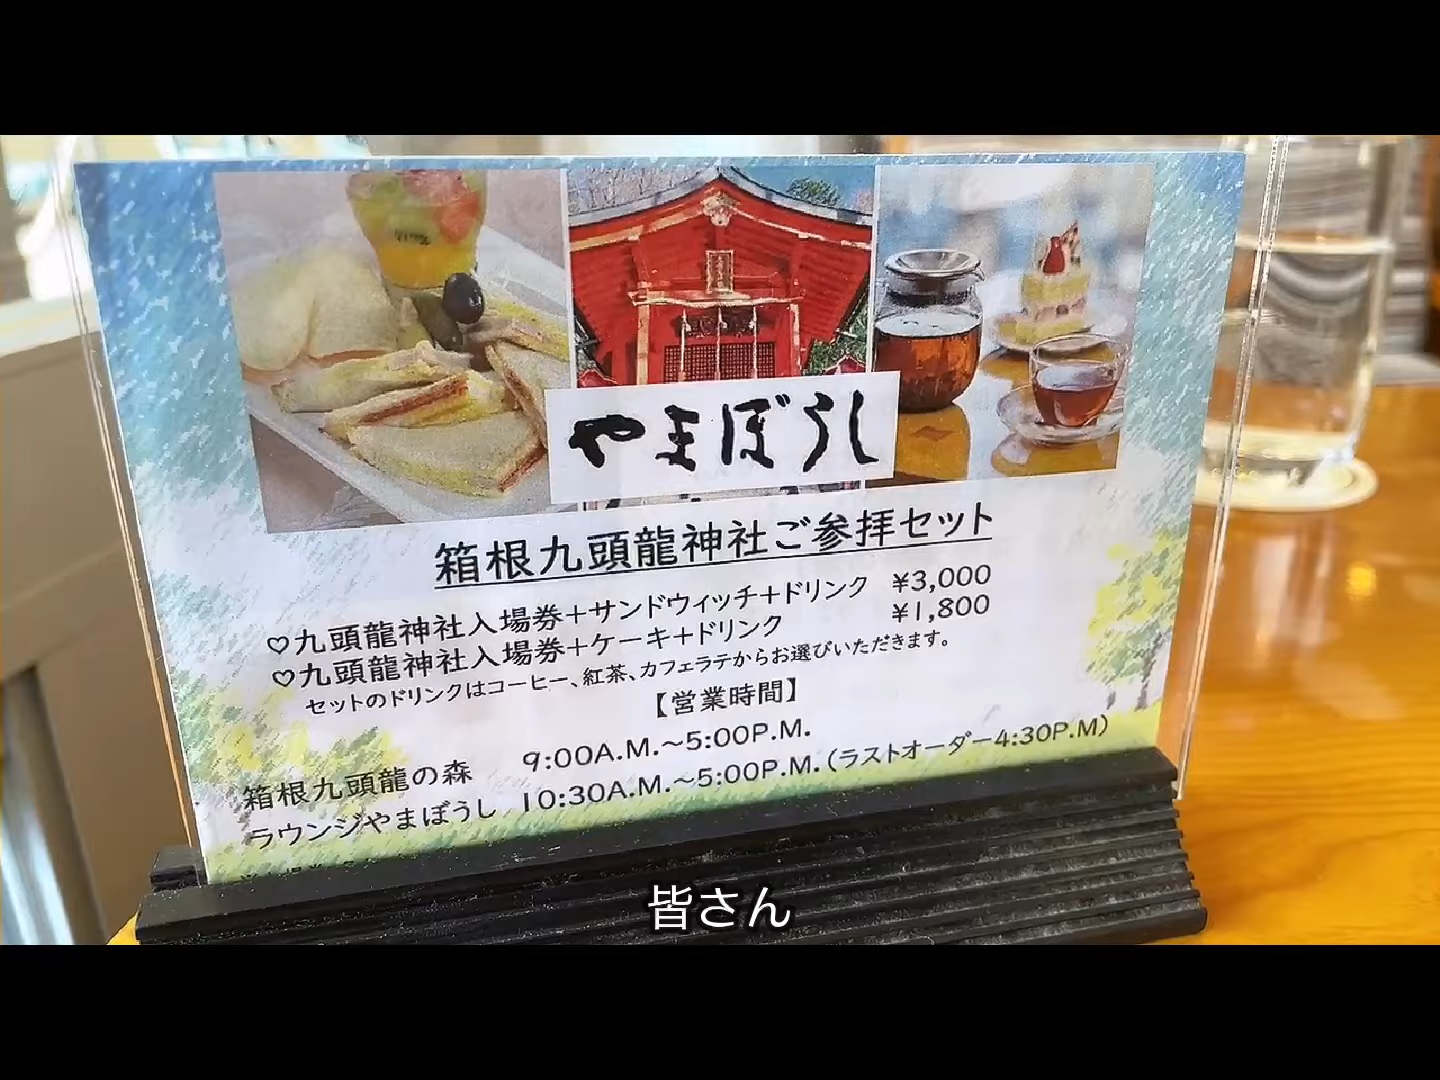 やまぼうし
箱根九頭龍神社ご参拝セット
♡九頭龍神社入場券+サンドウィッチ+ドリンク ¥3,000
♡九頭龍神社入場券+ケーキ+ドリンク ¥1,800
セットのドリンクはコーヒー、紅茶、カフェラテからお選びいただきます。
【営業時間】
箱根九頭龍の森 9:00A.M.~5:00P.M.
ラウンジやまぼうし 10:30A.M.~5:00P.M.(ラストオーダー4:30P.M)
皆さん